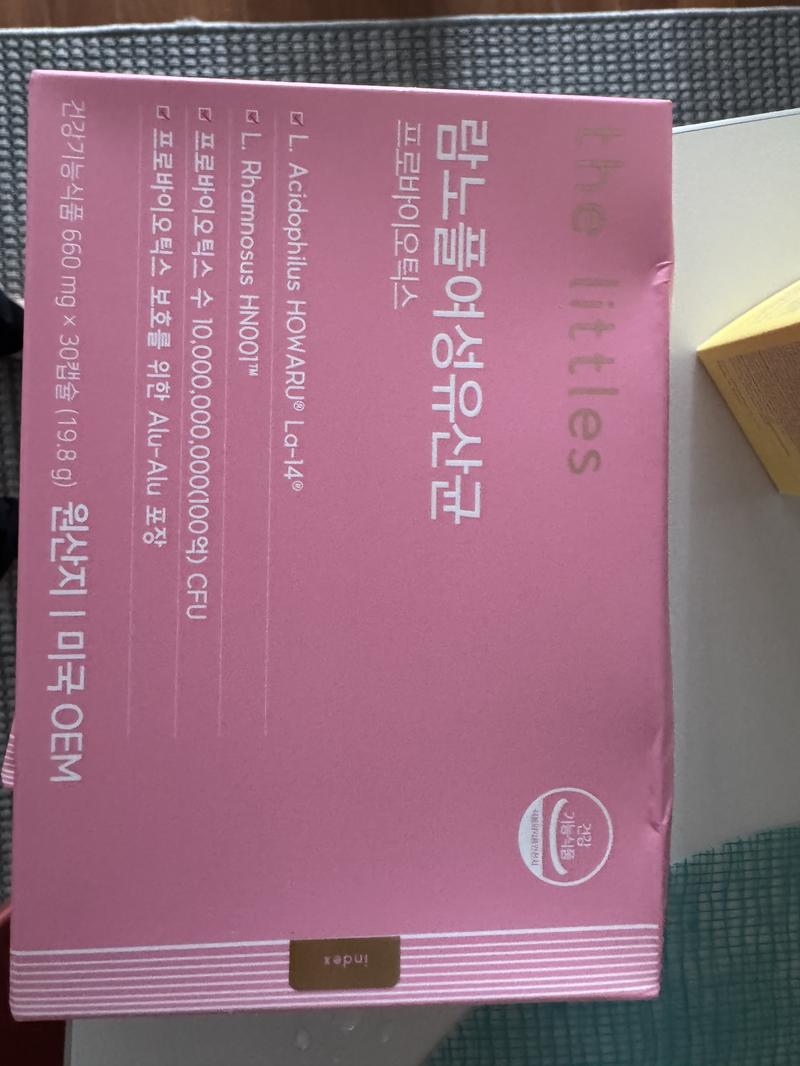 the littles
람노플여성유산균
프로바이오틱스
L. Acidophilus HOWARU® La-14®
L. Rhamnosus HN001™
프로바이오틱스 수 10,000,000,000(100억) CFU
프로바이오틱스 보호를 위한 Alu-Alu 포장
건강기능식품 660 mg × 30캡슐 (19.8 g) 원산지 | 미국 OEM
건강
기능식품
식품의약품안전처
index